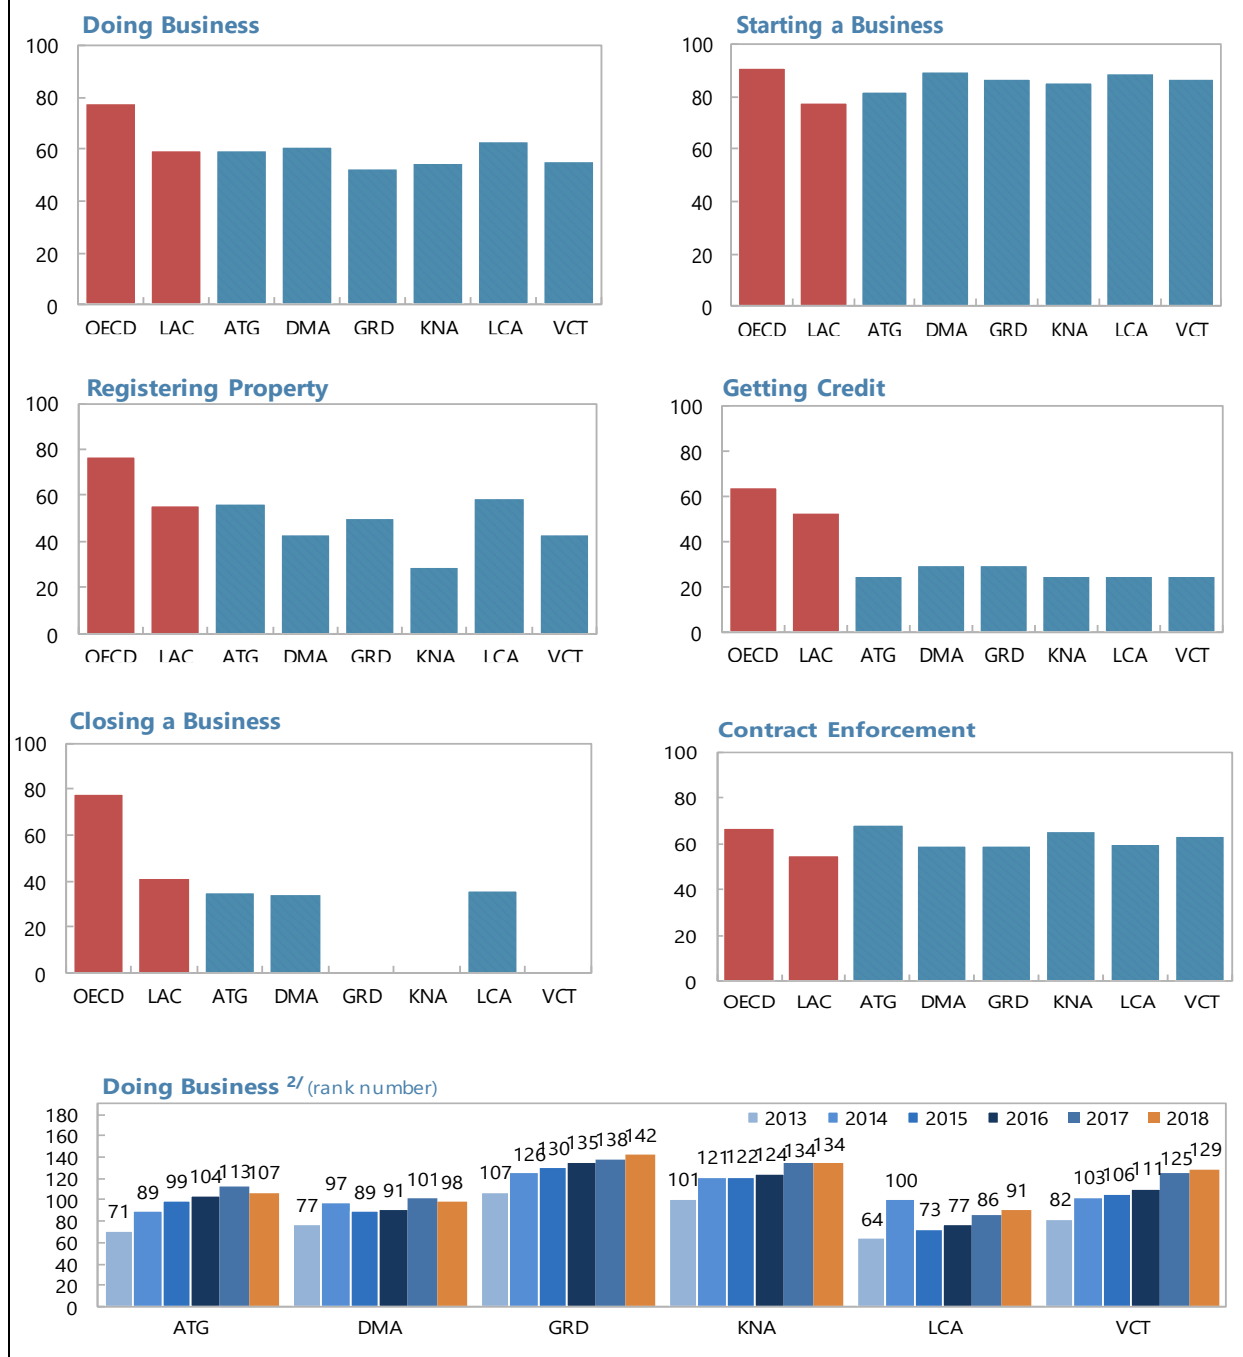 Doing Business
100
80
60
40
20
0
OECD LAC ATG DMA GRD KNA LCA VCT
Starting a Business
100
80
60
40
20
0
OECD LAC ATG DMA GRD KNA LCA VCT
Registering Property
100
80
60
40
20
0
OECD LAC ATG DMA GRD KNA LCA VCT
Getting Credit
100
80
60
40
20
0
OECD LAC ATG DMA GRD KNA LCA VCT
Closing a Business
100
80
60
40
20
0
OECD LAC ATG DMA GRD KNA LCA VCT
Contract Enforcement
100
80
60
40
20
0
OECD LAC ATG DMA GRD KNA LCA VCT
Doing Business 2/ (rank number)
2013 2014 2015 2016 2017 2018
180
160
140
120
100
80
60
40
20
0
71 89 99 104 113 107
77 97 89 91 101 98
107 126 130 135 138 142
101 121 122 124 134 134
64 100 73 77 86 91
82 103 106 111 125 129
ATG DMA GRD KNA LCA VCT